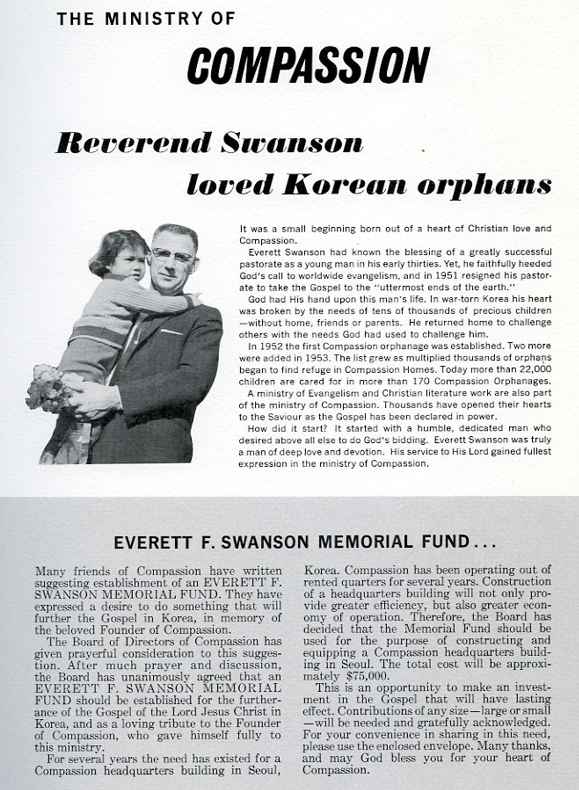 THE MINISTRY OF
COMPASSION
Reverend Swanson
loved Korean orphans
It was a small beginning born out of a heart of Christian love and
Compassion.
Everett Swanson had known the blessing of a greatly successful
pastorate as a young man in his early thirties. Yet, he faithfully heeded
God's call to worldwide evangelism, and in 1951 resigned his pastor-
ate to take the Gospel to the "uttermost ends of the earth."
God had His hand upon this man's life. In war-torn Korea his heart
was broken by the needs of tens of thousands of precious children
—without home, friends or parents. He returned home to challenge
others with the needs God had used to challenge him.
In 1952 the first Compassion orphanage was established. Two more
were added in 1953. The list grew as multiplied thousands of orphans
began to find refuge in Compassion Homes. Today more than 22,000
children are cared for in more than 170 Compassion Orphanages.
A ministry of Evangelism and Christian literature work are also part
of the ministry of Compassion. Thousands have opened their hearts
to the Saviour as the Gospel has been declared in power.
How did it start? It started with a humble, dedicated man who
desired above all else to do God's bidding. Everett Swanson was truly
a man of deep love and devotion. His service to His Lord gained fullest
expression in the ministry of Compassion.
EVERETT F. SWANSON MEMORIAL FUND...
Many friends of Compassion have written
suggesting establishment of an EVERETT F.
SWANSON MEMORIAL FUND. They have
expressed a desire to do something that will
further the Gospel in Korea, in memory of
the beloved Founder of Compassion.
The Board of Directors of Compassion has
given prayerful consideration to this sugges-
tion. After much prayer and discussion,
the Board has unanimously agreed that an
EVERETT F. SWANSON MEMORIAL
FUND should be established for the further-
ance of the Gospel of the Lord Jesus Christ in
Korea, and as a loving tribute to the Founder
of Compassion, who gave himself fully to
this ministry.
For several years the need has existed for a
Compassion headquarters building in Seoul,
Korea. Compassion has been operating out of
rented quarters for several years. Construction
of a headquarters building will not only pro-
vide greater efficiency, but also greater econ-
omy of operation. Therefore, the Board has
decided that the Memorial Fund should be
used for the purpose of constructing and
equipping a Compassion headquarters build-
ing in Seoul. The total cost will be approxi-
mately $75,000.
This is an opportunity to make an invest-
ment in the Gospel that will have lasting
effect. Contributions of any size—large or small
—will be needed and gratefully acknowledged.
For your convenience in sharing in this need,
please use the enclosed envelope. Many thanks,
and may God bless you for your heart of
Compassion.